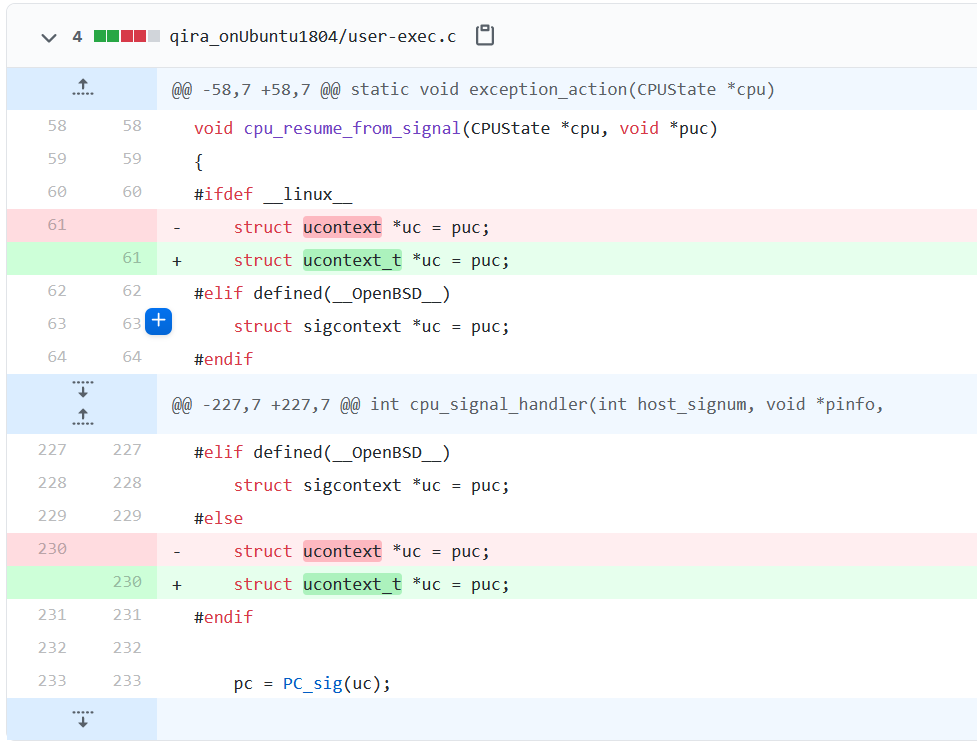 4 qira_onUbuntu1804/user-exec.c
@@ -58,7 +58,7 @@ static void exception_action(CPUState *cpu)
58 58 void cpu_resume_from_signal(CPUState *cpu, void *puc)
59 59 {
60 60 #ifdef __linux__
61 - struct ucontext *uc = puc;
61 + struct ucontext_t *uc = puc;
62 62 #elif defined(__OpenBSD__)
63 63 struct sigcontext *uc = puc;
64 64 #endif
@@ -227,7 +227,7 @@ int cpu_signal_handler(int host_signum, void *pinfo,
227 227 #elif defined(__OpenBSD__)
228 228 struct sigcontext *uc = puc;
229 229 #else
230 - struct ucontext *uc = puc;
230 + struct ucontext_t *uc = puc;
231 231 #endif
232 232
233 233 pc = PC_sig(uc);